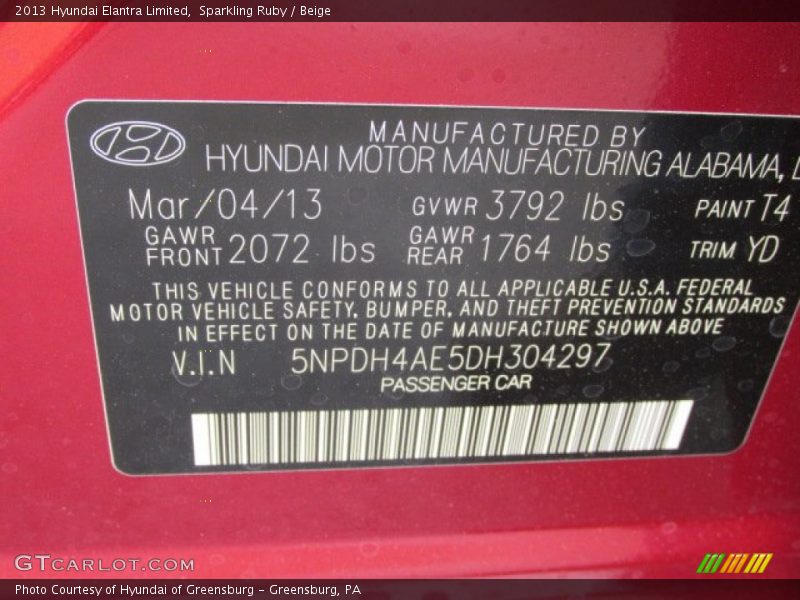 2013 Hyundai Elantra Limited, Sparkling Ruby / Beige
MANUFACTURED BY
HYUNDAI MOTOR MANUFACTURING ALABAMA,
Mar/04/13 GVWR 3792 lbs PAINT T4
GAWR FRONT 2072 lbs GAWR REAR 1764 lbs TRIM YD
THIS VEHICLE CONFORMS TO ALL APPLICABLE U.S.A. FEDERAL
MOTOR VEHICLE SAFETY, BUMPER, AND THEFT PREVENTION STANDARDS
IN EFFECT ON THE DATE OF MANUFACTURE SHOWN ABOVE
V.I.N 5NPDH4AE5DH304297
PASSENGER CAR
GTCARLOT.COM
Photo Courtesy of Hyundai of Greensburg - Greensburg, PA